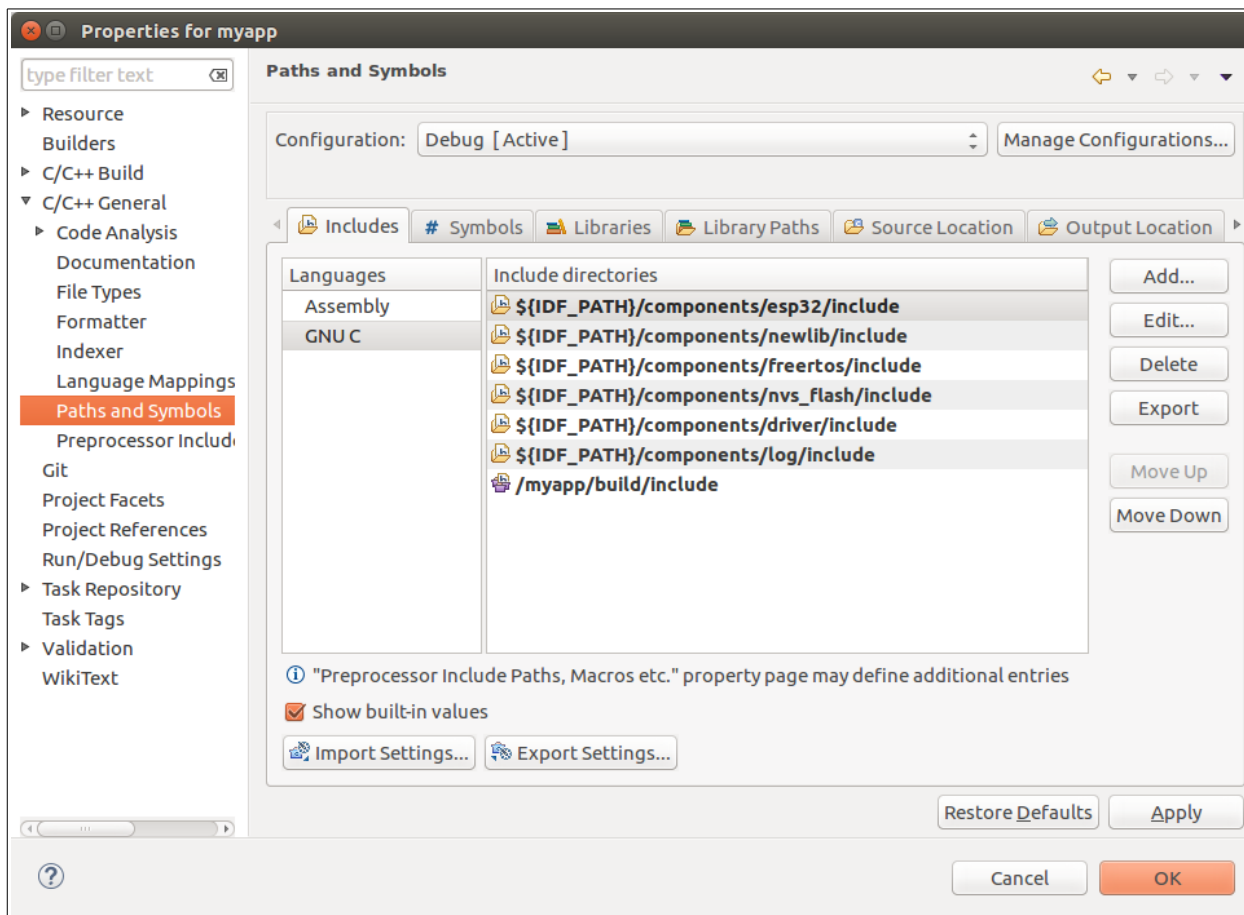 Properties for myapp
type filter text
Resource
Builders
C/C++ Build
C/C++ General
Code Analysis
Documentation
File Types
Formatter
Indexer
Language Mappings
Paths and Symbols
Preprocessor Includ
Git
Project Facets
Project References
Run/Debug Settings
Task Repository
Task Tags
Validation
WikiText
Paths and Symbols
Configuration: Debug [ Active ] Manage Configurations...
Includes # Symbols Libraries Library Paths Source Location Output Location
Languages
Assembly
GNU C
Include directories
${IDF_PATH}/components/esp32/include
${IDF_PATH}/components/newlib/include
${IDF_PATH}/components/freertos/include
${IDF_PATH}/components/nvs_flash/include
${IDF_PATH}/components/driver/include
${IDF_PATH}/components/log/include
/myapp/build/include
Add...
Edit...
Delete
Export
Move Up
Move Down
"Preprocessor Include Paths, Macros etc." property page may define additional entries
Show built-in values
Import Settings... Export Settings...
Restore Defaults Apply
? Cancel OK